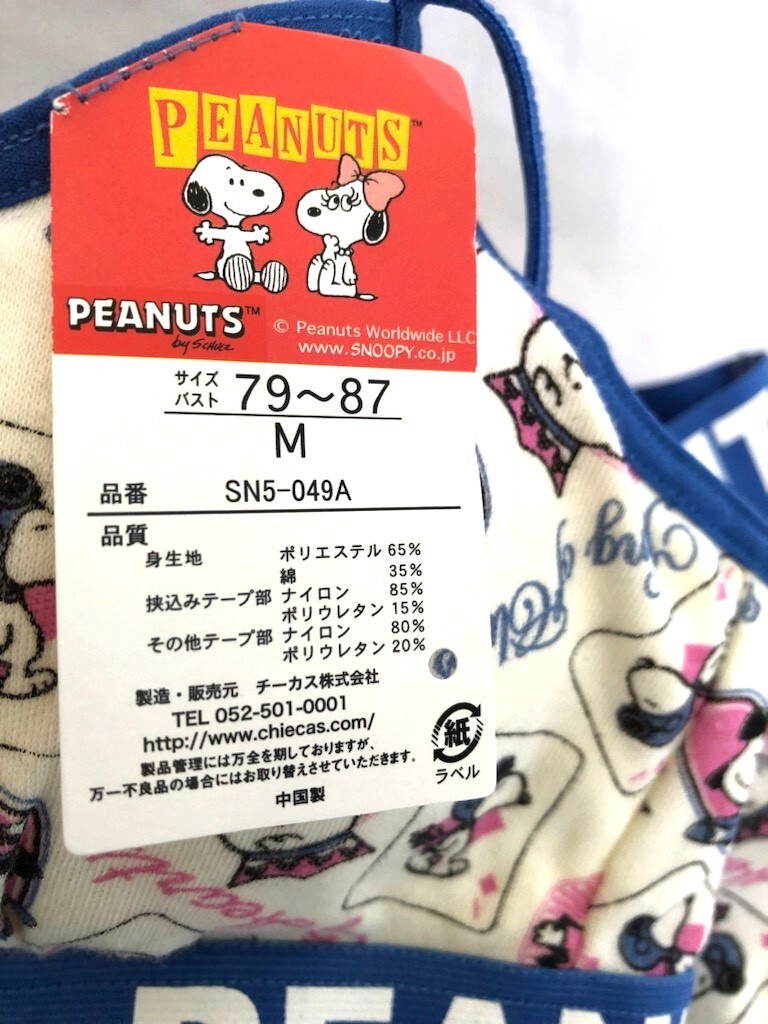 PEANUTS™
PEANUTS™
by SCHULZ
© Peanuts Worldwide LLC
www.SNOOPY.co.jp
サイズ
バスト 79～87
M
品番 SN5-049A
品質
身生地 ポリエステル 65%
綿 35%
挟込みテープ部 ナイロン 85%
ポリウレタン 15%
その他テープ部 ナイロン 80%
ポリウレタン 20%
製造・販売元 チーカス株式会社
TEL 052-501-0001
http://www.chiecas.com/
製品管理には万全を期しておりますが、
万一不良品の場合にはお取り替えさせていただきます。
中国製
紙
ラベル